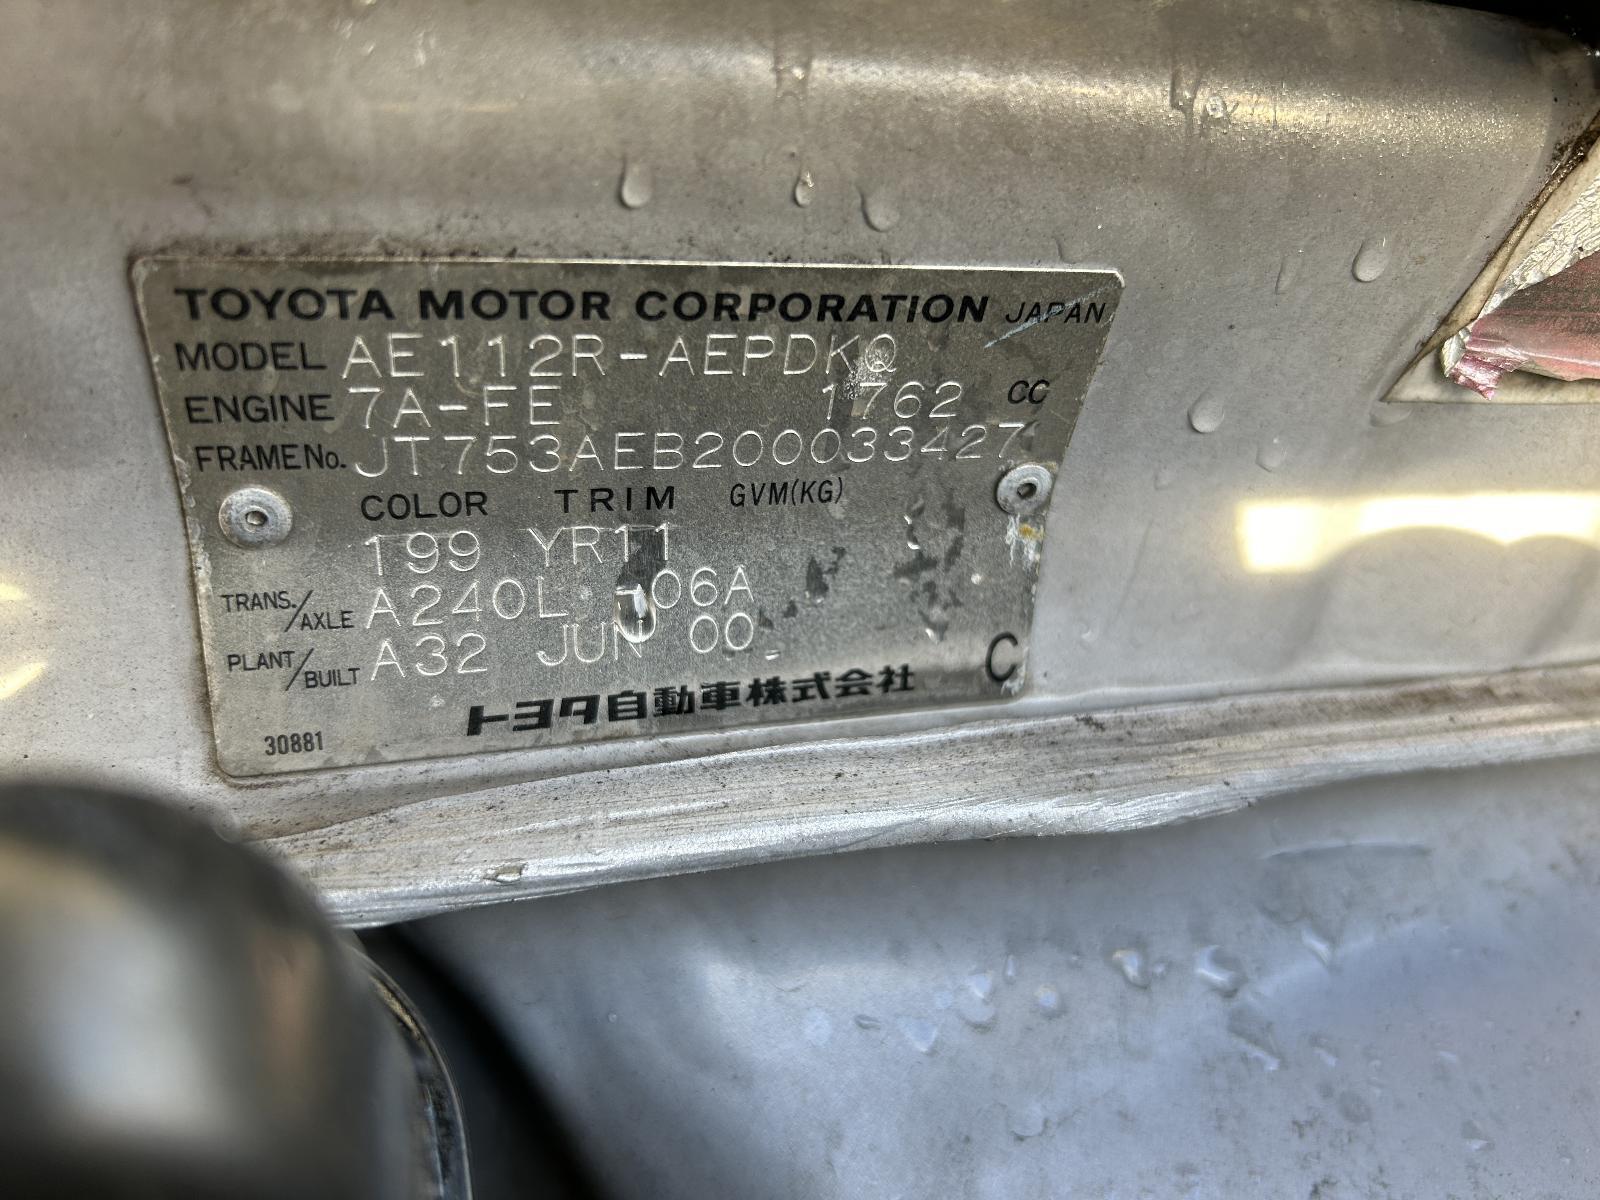 TOYOTA MOTOR CORPORATION JAPAN
MODEL AE112R-AEPDKQ
ENGINE 7A-FE 1762 CC
FRAME No. JT753AEB200033427
COLOR TRIM GVM(KG)
199 YR11
TRANS./AXLE A240L -06A
PLANT/BUILT A32 JUN 00
トヨタ自動車株式会社 C
30881